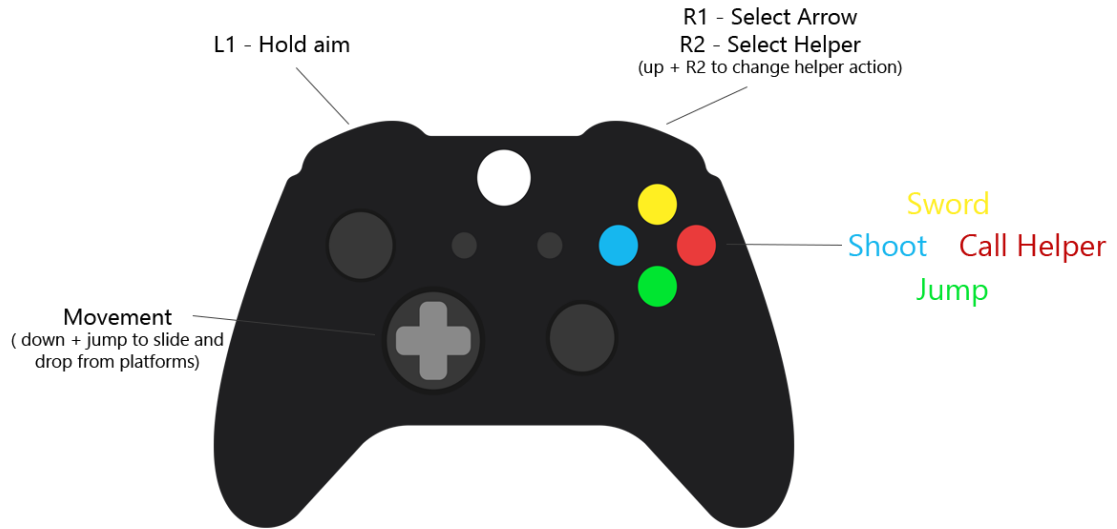 R1 - Select Arrow
L1 - Hold aim
R2 - Select Helper
(up + R2 to change helper action)
Sword
Shoot Call Helper
Jump
Movement
( down + jump to slide and
drop from platforms)